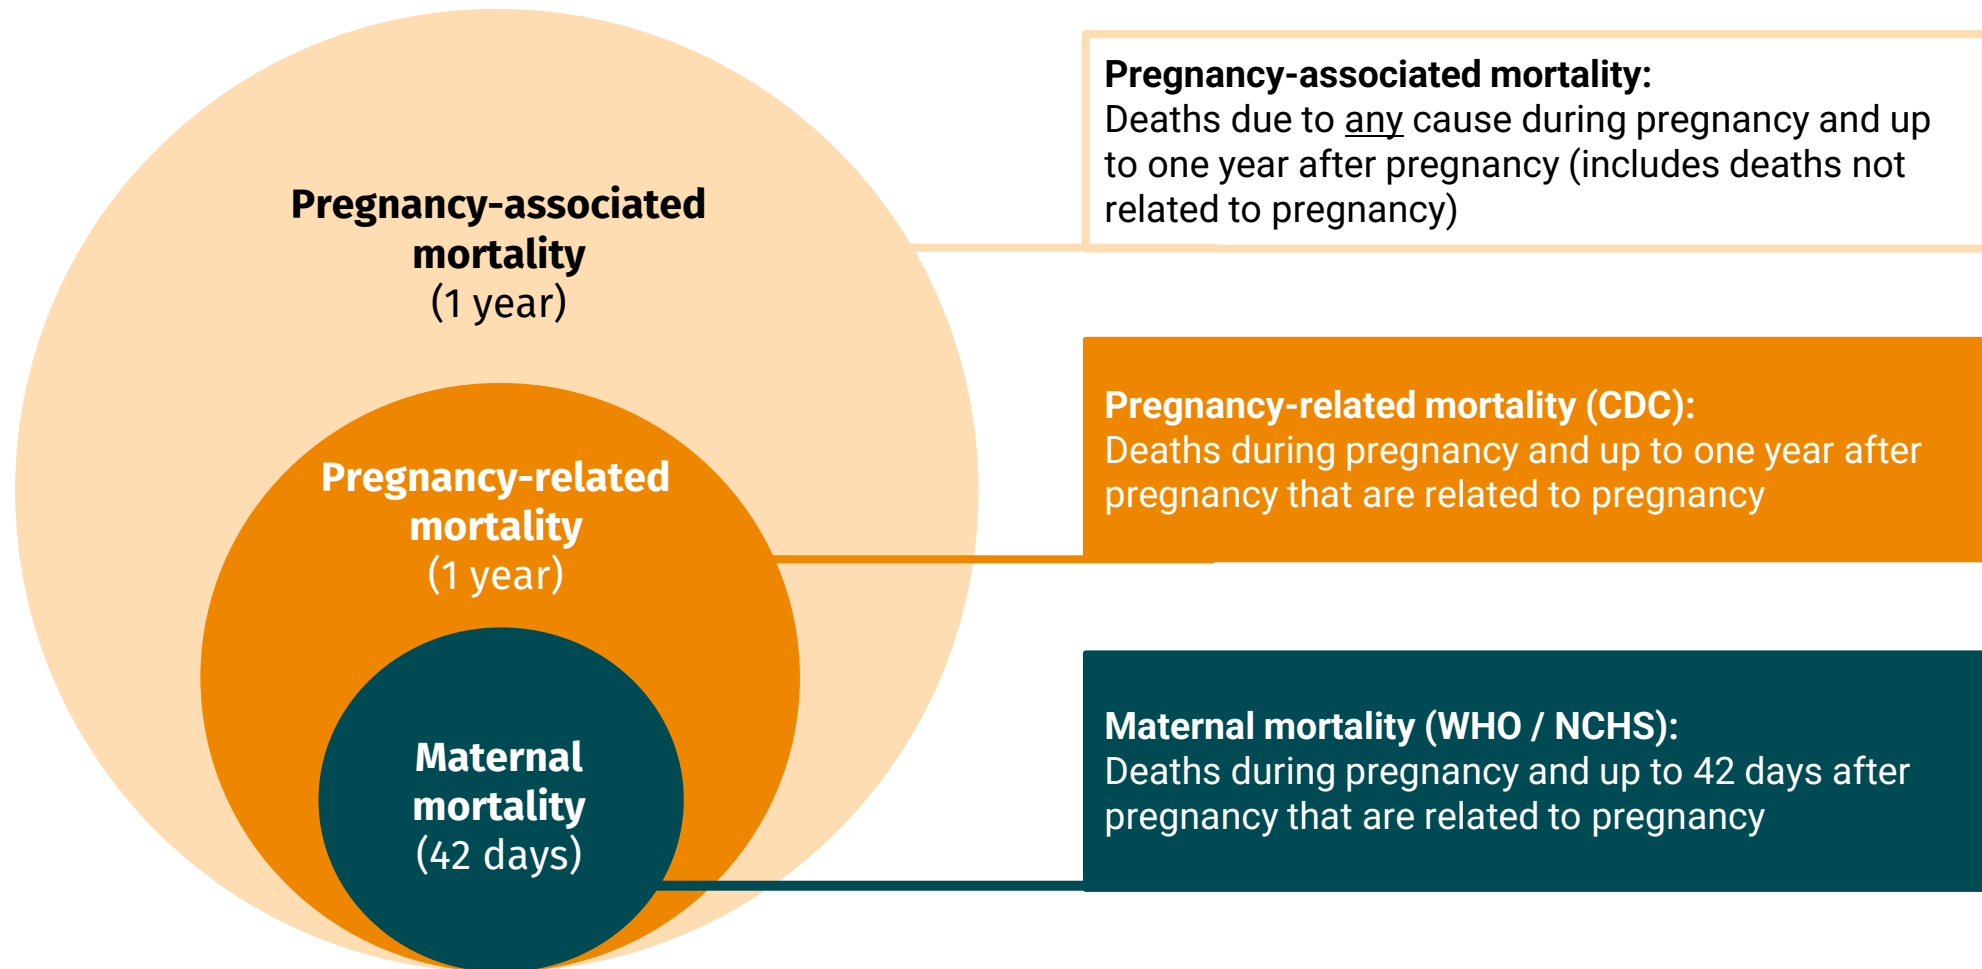 Pregnancy-associated
mortality
(1 year)
Pregnancy-related
mortality
(1 year)
Maternal
mortality
(42 days)
Pregnancy-associated mortality:
Deaths due to any cause during pregnancy and up
to one year after pregnancy (includes deaths not
related to pregnancy)
Pregnancy-related mortality (CDC):
Deaths during pregnancy and up to one year after
pregnancy that are related to pregnancy
Maternal mortality (WHO / NCHS):
Deaths during pregnancy and up to 42 days after
pregnancy that are related to pregnancy